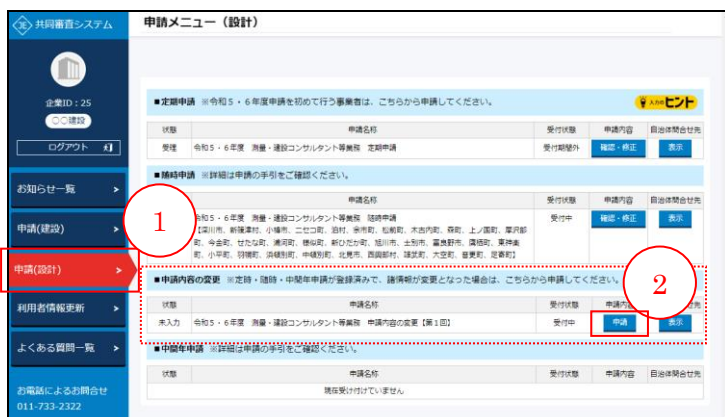 共同審査システム
申請メニュー（設計）
企業ID：25
〇〇建設
ログアウト
お知らせ一覧 >
申請(建設) >
申請(設計) >
利用者情報更新 >
よくある質問一覧 >
お電話によるお問合せ
011-733-2322
■定期申請 ※令和５・６年度申請を初めて行う事業者は、こちらから申請してください。
入力のヒント
状態 申請名称 受付状態 申請内容 自治体問合せ先
受理 令和５・６年度 測量・建設コンサルタント等業務 定期申請 受付期間外 確認・修正 表示
■随時申請 ※詳細は申請の手引をご確認ください。
申請名称 受付状態 申請内容 自治体問合せ先
1
令和５・６年度 測量・建設コンサルタント等業務 随時申請 受付中 確認・修正 表示
【深川市、新篠津村、小樽市、ニセコ町、泊村、余市町、松前町、木古内町、森町、上ノ国町、厚沢部
町、今金町、せたな町、浦河町、様似町、新ひだか町、旭川市、士別市、富良野市、鷹栖町、東神楽
町、小平町、羽幌町、浜頓別町、中頓別町、北見市、西興部村、雄武町、大空町、音更町、足寄町】
■申請内容の変更 ※定時・随時・中間年申請が登録済みで、諸情報が変更となった場合は、こちらから申請してください。
2
状態 申請名称 受付状態 申請内容
未入力 令和５・６年度 測量・建設コンサルタント等業務 申請内容の変更【第１回】 受付中 申請 表示
■中間年申請 ※詳細は申請の手引をご確認ください。
状態 申請名称 受付状態 申請内容 自治体問合せ先
現在受け付けていません